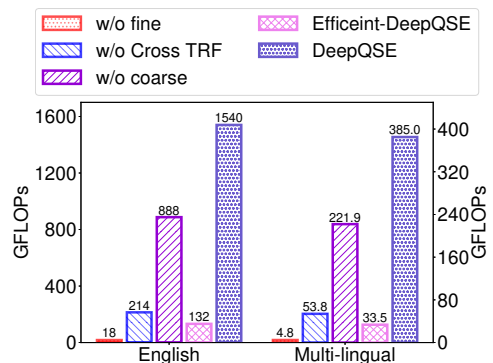 w/o fine
w/o Cross TRF
w/o coarse
Efficeint-DeepQSE
DeepQSE
1600
1200
800
400
0
GFLOPs
400
320
240
160
80
0
GFLOPs
18
214
888
132
1540
4.8
53.8
221.9
33.5
385.0
English
Multi-lingual